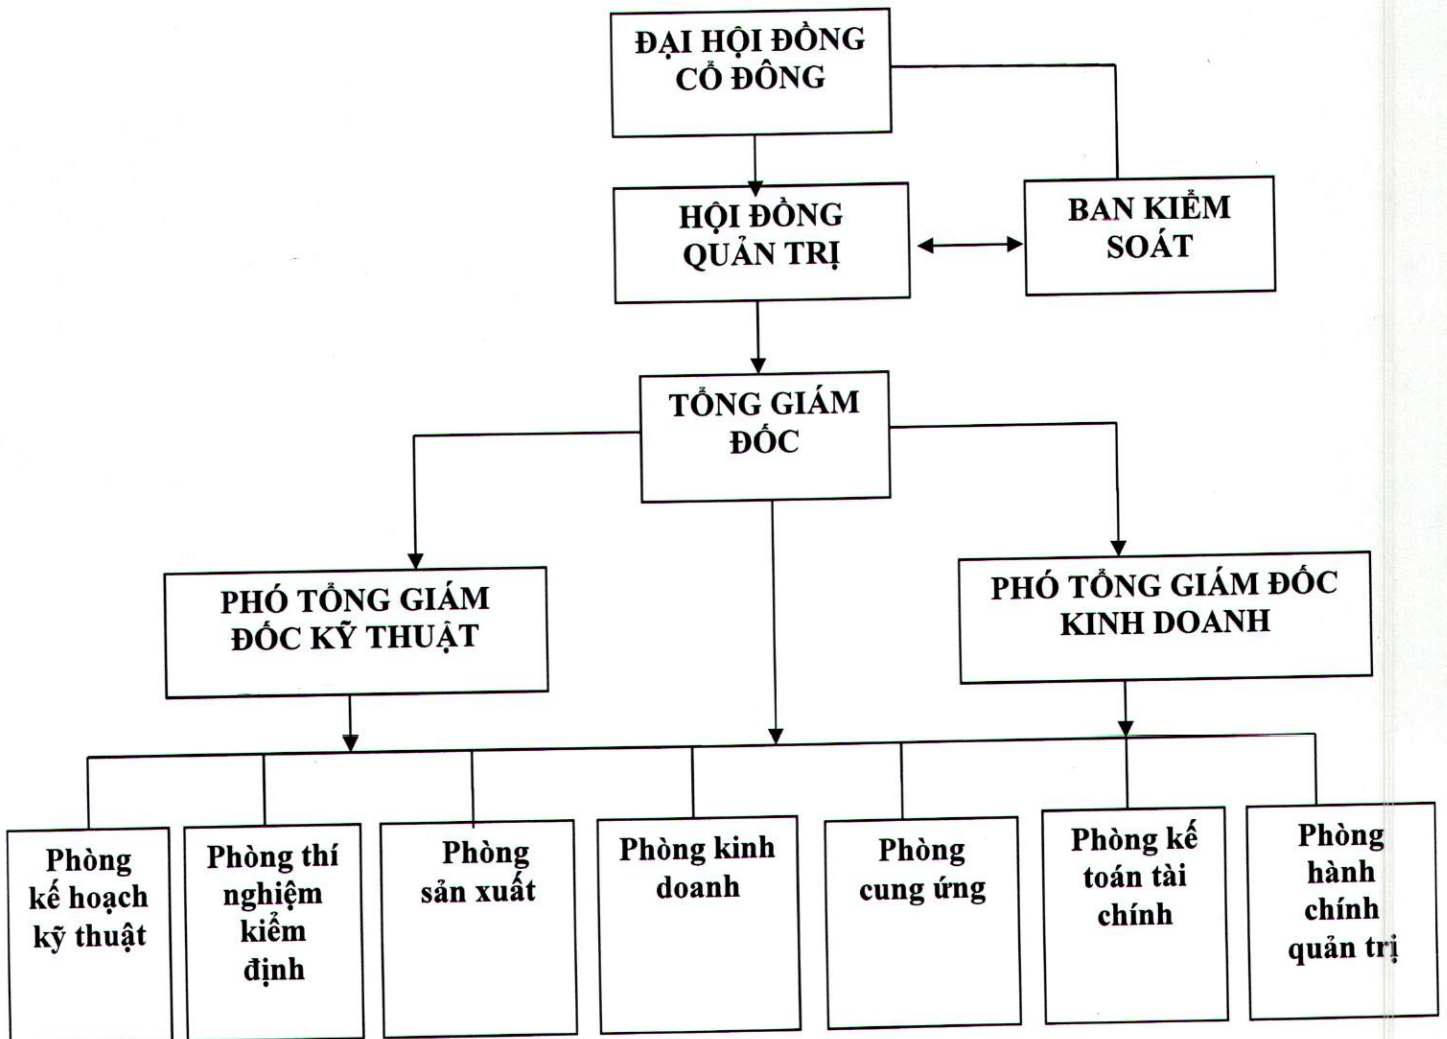 ĐẠI HỘI ĐỒNG
CỔ ĐÔNG
HỘI ĐỒNG
QUẢN TRỊ
BAN KIỂM
SOÁT
TỔNG GIÁM
ĐỐC
PHÓ TỔNG GIÁM
ĐỐC KỸ THUẬT
PHÓ TỔNG GIÁM ĐỐC
KINH DOANH
Phòng
kế hoạch
kỹ thuật
Phòng thí
nghiệm
kiểm
định
Phòng
sản xuất
Phòng kinh
doanh
Phòng
cung ứng
Phòng kế
toán tài
chính
Phòng
hành
chính
quản trị